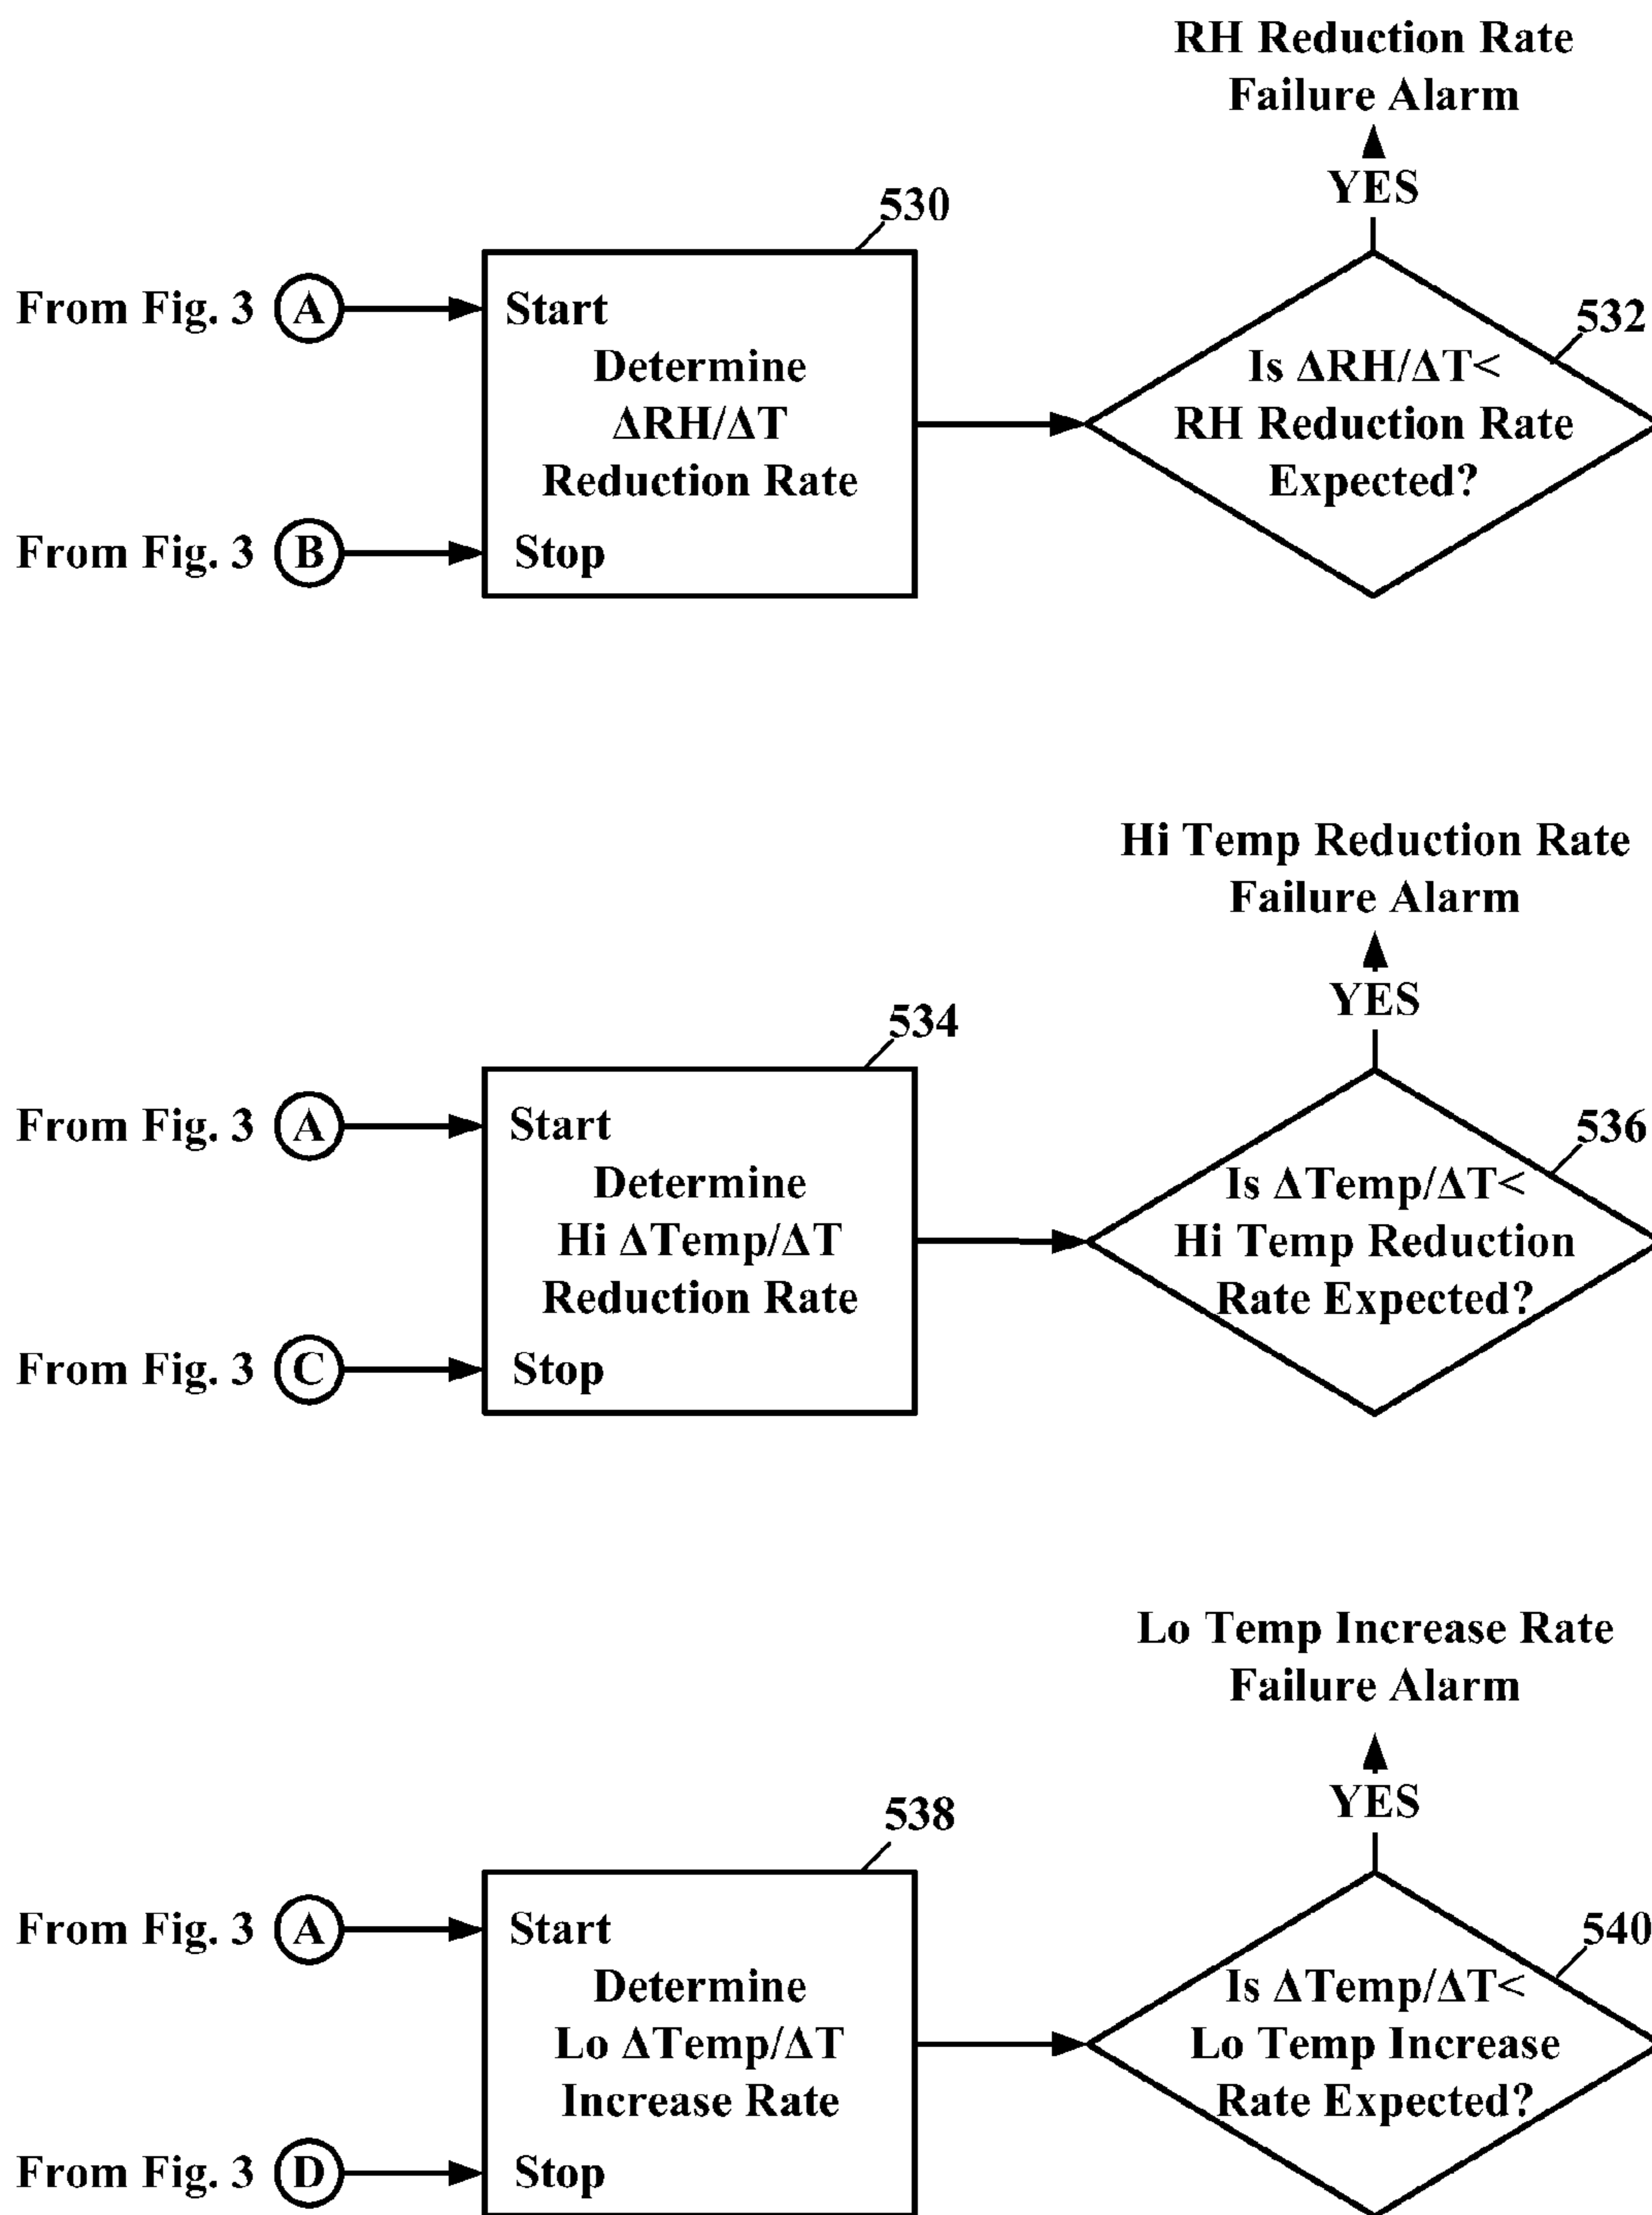 RH Reduction Rate
Failure Alarm
YES
530
From Fig. 3 A
Start
Determine
ΔRH/ΔT
Reduction Rate
From Fig. 3 B
Stop
532
Is ΔRH/ΔT<
RH Reduction Rate
Expected?
Hi Temp Reduction Rate
Failure Alarm
YES
534
From Fig. 3 A
Start
Determine
Hi ΔTemp/ΔT
Reduction Rate
From Fig. 3 C
Stop
536
Is ΔTemp/ΔT<
Hi Temp Reduction
Rate Expected?
Lo Temp Increase Rate
Failure Alarm
YES
538
From Fig. 3 A
Start
Determine
Lo ΔTemp/ΔT
Increase Rate
From Fig. 3 D
Stop
540
Is ΔTemp/ΔT<
Lo Temp Increase
Rate Expected?